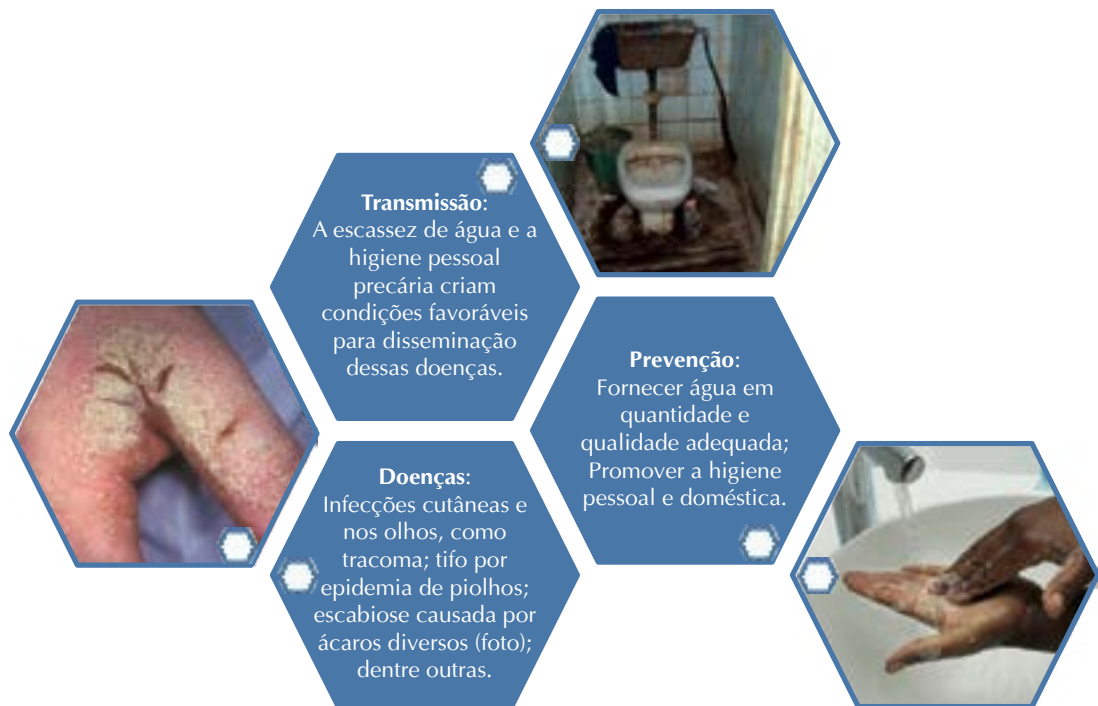 Transmissão:
A escassez de água e a
higiene pessoal
precária criam
condições favoráveis
para disseminação
dessas doenças.
Prevenção:
Fornecer água em
quantidade e
qualidade adequada;
Promover a higiene
pessoal e doméstica.
Doenças:
Infecções cutâneas e
nos olhos, como
tracoma; tifo por
epidemia de piolhos;
escabiose causada por
ácaros diversos (foto);
dentre outras.